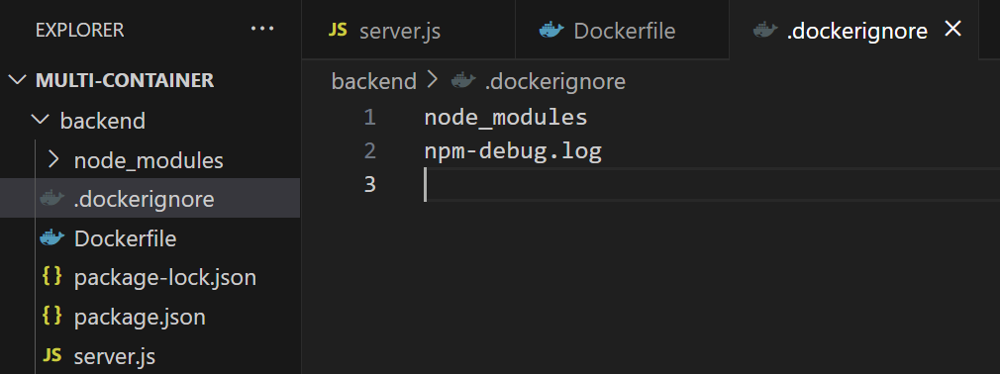 EXPLORER ···
MULTI-CONTAINER
backend
node_modules
.dockerignore
Dockerfile
{} package-lock.json
{} package.json
JS server.js
JS server.js Dockerfile .dockerignore
backend > .dockerignore
1 node_modules
2 npm-debug.log
3